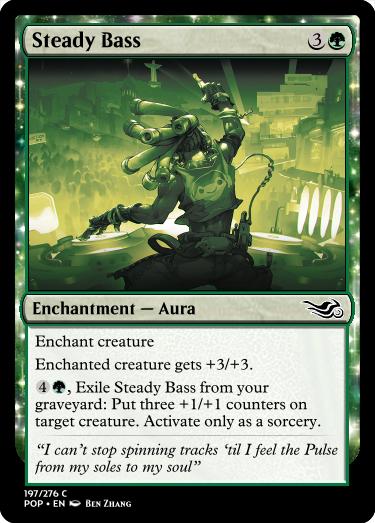 Steady Bass 3
Enchantment — Aura
Enchant creature
Enchanted creature gets +3/+3.
4, Exile Steady Bass from your
graveyard: Put three +1/+1 counters on
target creature. Activate only as a sorcery.
“I can’t stop spinning tracks ‘til I feel the Pulse
from my soles to my soul”
197/276 C
POP • EN Ben Zhang